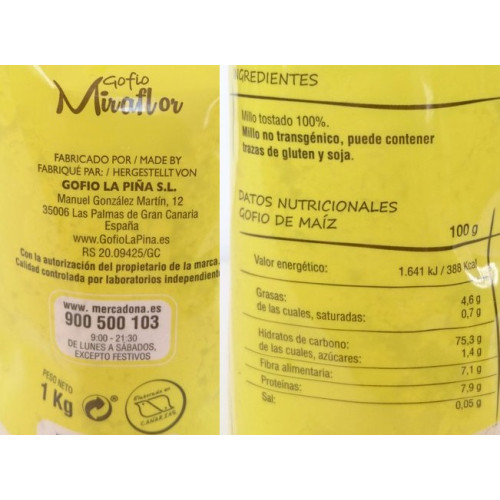 Gofio
Miraflor
FABRICADO POR / MADE BY
FABRIQUÉ PAR: / HERGESTELLT VON
GOFIO LA PIÑA S.L.
Manuel González Martín, 12
35006 Las Palmas de Gran Canaria
España
www.GofioLaPina.es
RS 20.09425/GC
Con la autorización del propietario de la marca.
Calidad controlada por laboratorios independiente
www. mercadona.es
900 500 103
9:00 - 21:30
DE LUNES A SÁBADOS,
EXCEPTO FESTIVOS
PESO NETO
1 Kg
Elaborado en
CANARIAS
NGREDIENTES
Millo tostado 100%.
Millo no transgénico, puede contener
trazas de gluten y soja.
DATOS NUTRICIONALES
GOFIO DE MAÍZ
100 g
Valor energético: 1.641 kJ / 388 Kcal
Grasas: 4,6 g
de las cuales, saturadas: 0,7 g
Hidratos de carbono: 75,3 g
de las cuales, azúcares: 1,4 g
Fibra alimentaria: 7,1 g
Proteínas: 7,9 g
Sal: 0,05 g